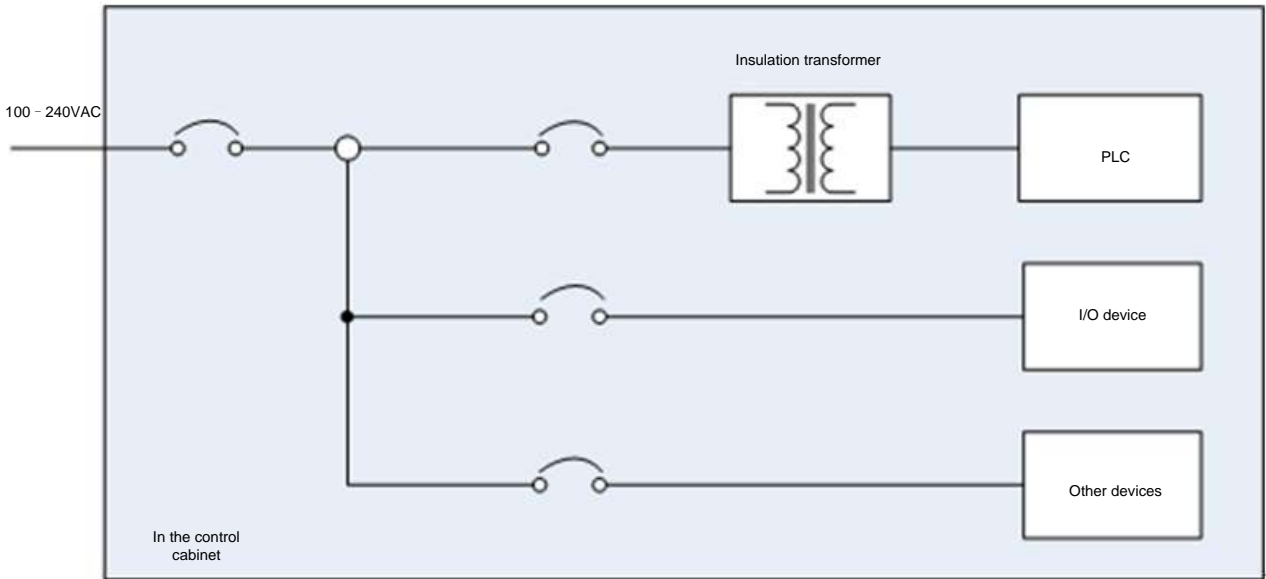 Insulation transformer
100－240VAC
PLC
I/O device
Other devices
In the control
cabinet